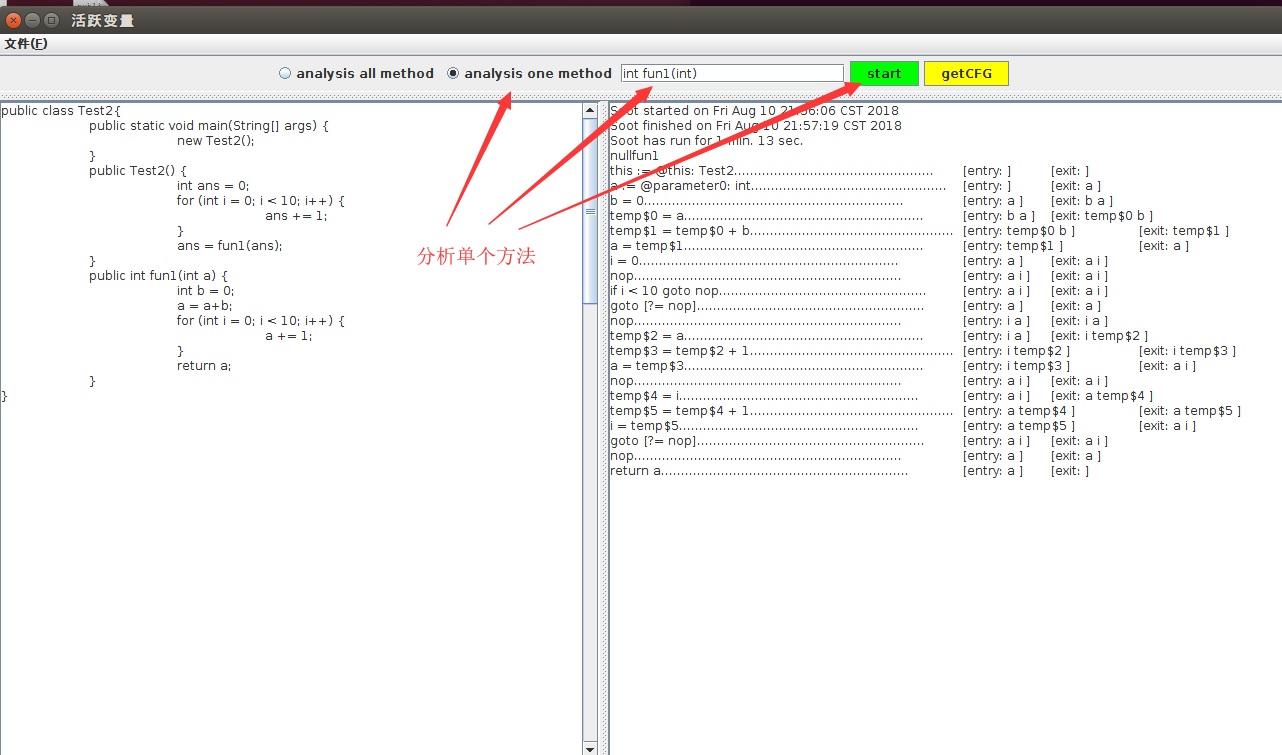 活跃变量
文件(F)
analysis all method analysis one method int fun1(int) start getCFG
public class Test2{
public static void main(String[] args) {
new Test2();
}
public Test2() {
int ans = 0;
for (int i = 0; i < 10; i++) {
ans += 1;
}
ans = fun1(ans);
}
public int fun1(int a) {
int b = 0;
a = a+b;
for (int i = 0; i < 10; i++) {
a += 1;
}
return a;
}
}
分析单个方法
Soot started on Fri Aug 10 21:56:06 CST 2018
Soot finished on Fri Aug 10 21:57:19 CST 2018
Soot has run for 1 min. 13 sec.
nullfun1
this := @this: Test2.................................................. [entry: ] [exit: ]
a := @parameter0: int................................................. [entry: ] [exit: a ]
b = 0................................................................. [entry: a ] [exit: b a ]
temp$0 = a............................................................ [entry: b a ] [exit: temp$0 b ]
temp$1 = temp$0 + b................................................... [entry: temp$0 b ] [exit: temp$1 ]
a = temp$1............................................................ [entry: temp$1 ] [exit: a ]
i = 0................................................................. [entry: a ] [exit: a i ]
nop................................................................... [entry: a i ] [exit: a i ]
if i < 10 goto nop.................................................... [entry: a i ] [exit: a i ]
goto [?= nop]......................................................... [entry: a ] [exit: a ]
nop................................................................... [entry: i a ] [exit: i a ]
temp$2 = a............................................................ [entry: i a ] [exit: i temp$2 ]
temp$3 = temp$2 + 1................................................... [entry: i temp$2 ] [exit: i temp$3 ]
a = temp$3............................................................ [entry: i temp$3 ] [exit: a i ]
nop................................................................... [entry: a i ] [exit: a i ]
temp$4 = i............................................................ [entry: a i ] [exit: a temp$4 ]
temp$5 = temp$4 + 1................................................... [entry: a temp$4 ] [exit: a temp$5 ]
i = temp$5............................................................ [entry: a temp$5 ] [exit: a i ]
goto [?= nop]......................................................... [entry: a i ] [exit: a i ]
nop................................................................... [entry: a ] [exit: a ]
return a.............................................................. [entry: a ] [exit: ]